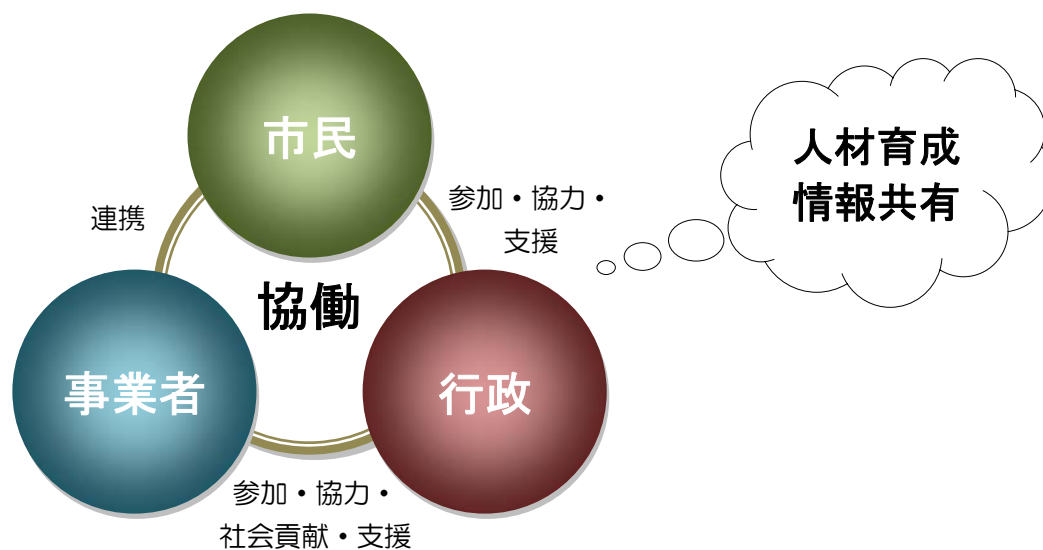 市民
人材育成
情報共有
連携
参加・協力・
支援
協働
事業者
行政
参加・協力・
社会貢献・支援